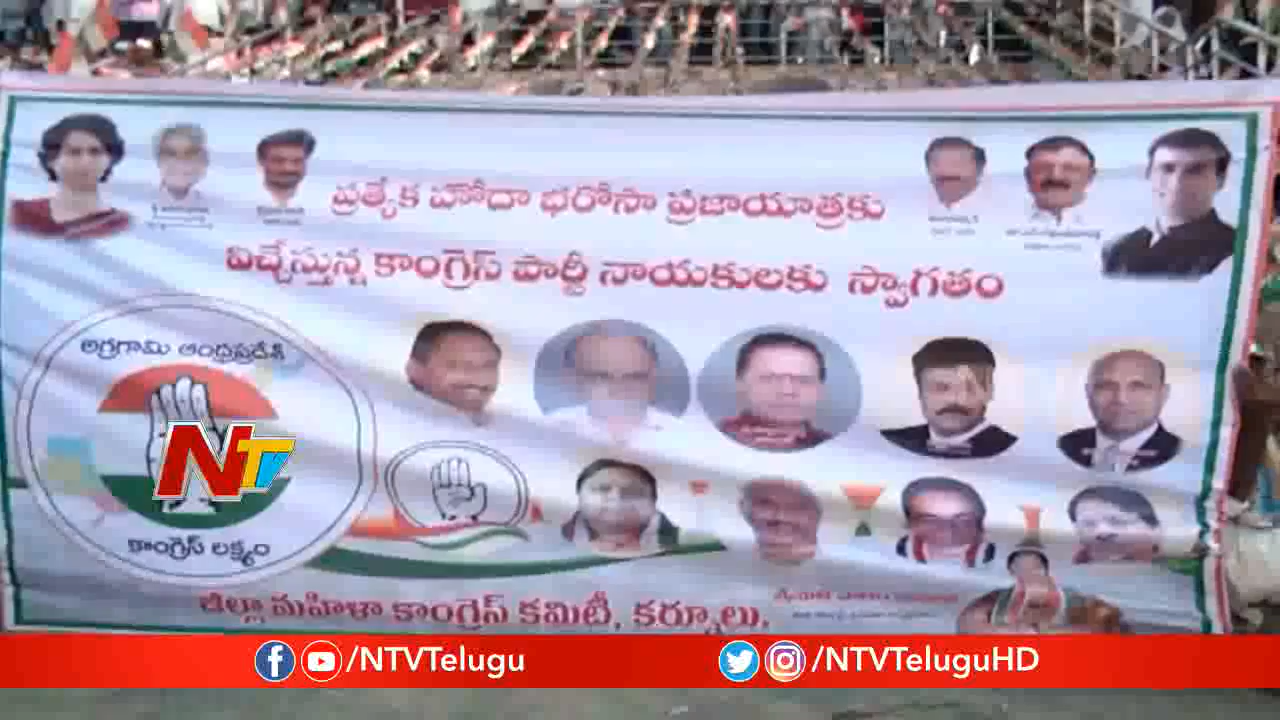 ప్రత్యేక హోదా భరోసా ప్రజాయాత్రకు
విచ్చేస్తున్న కాంగ్రెస్ పార్టీ నాయకులకు స్వాగతం
అగ్రగామి ఆంధ్రప్రదేశ్
NTV
కాంగ్రెస్ లక్ష్యం
జిల్లా మహిళా కాంగ్రెస్ కమిటీ, కర్నూలు.
/NTVTelugu
/NTVTeluguHD